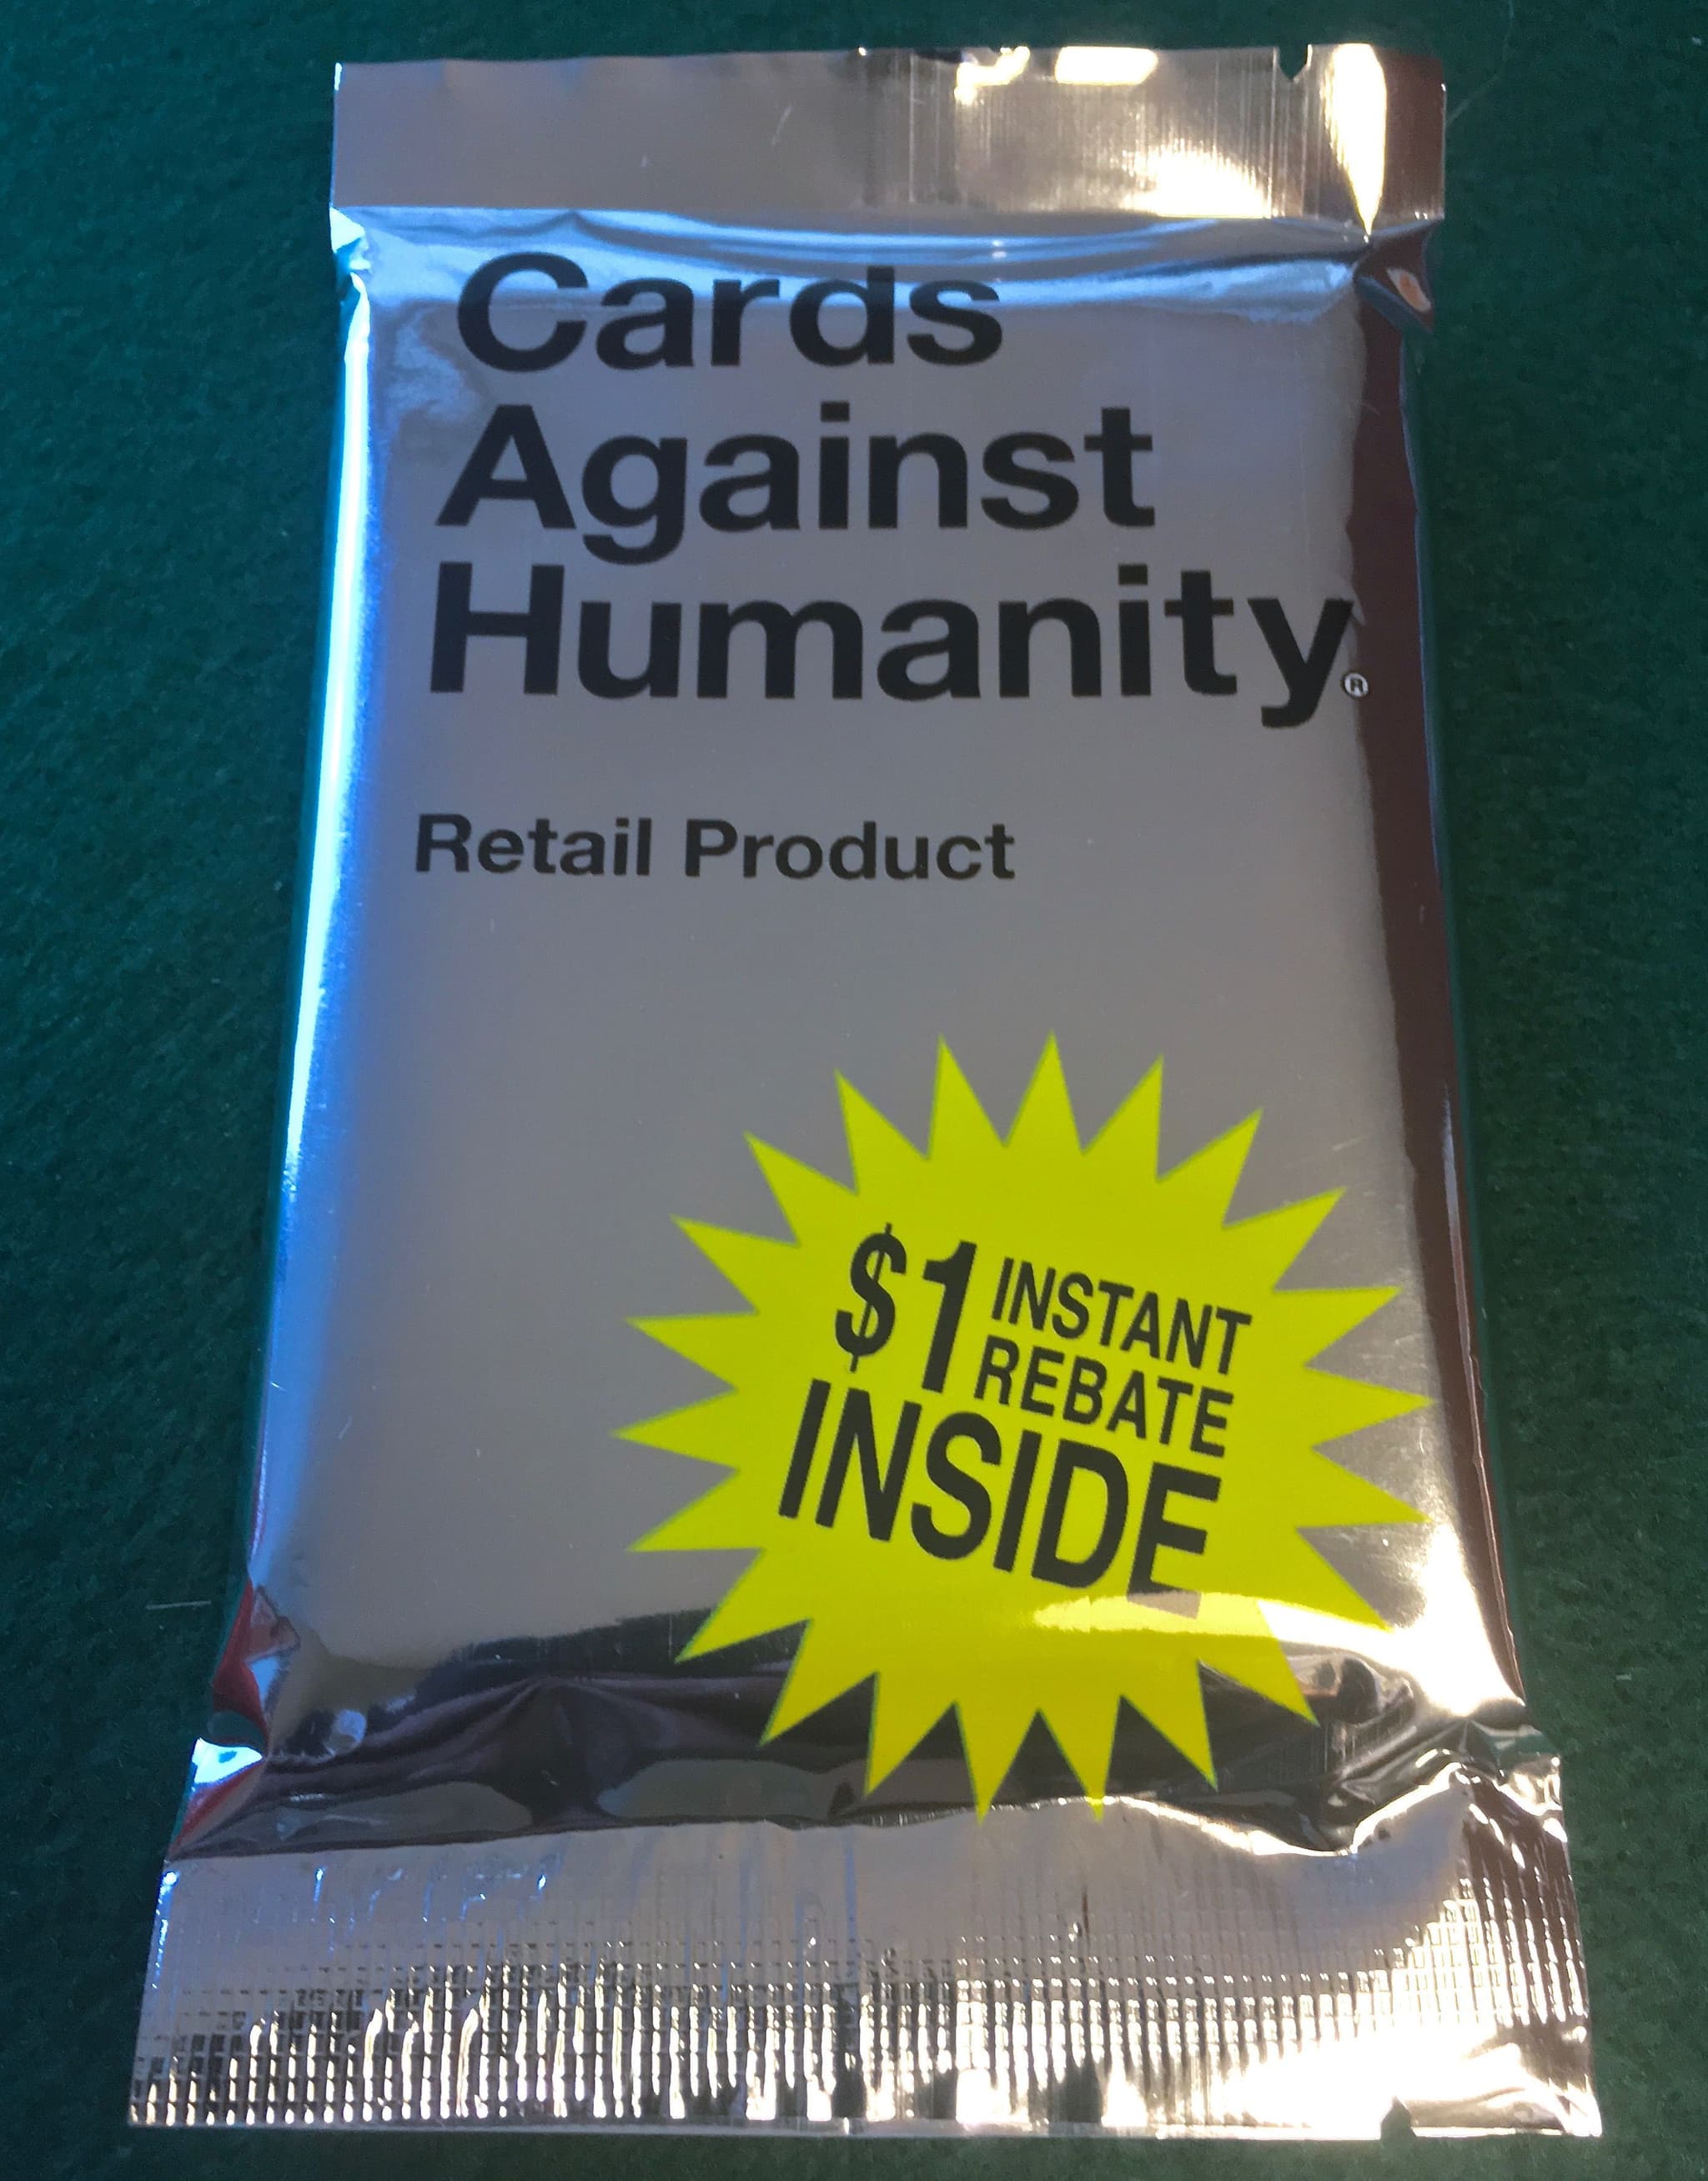 Cards
Against
Humanity®
Retail Product
$1 INSTANT
REBATE
INSIDE